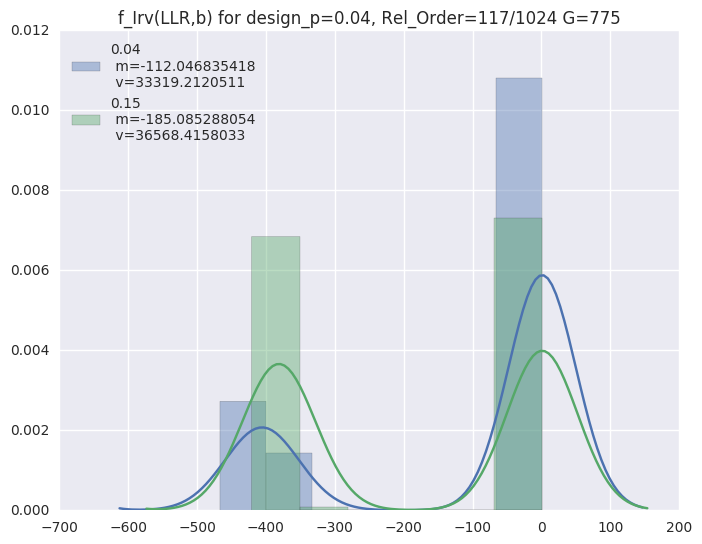 f_Irv(LLR,b) for design_p=0.04, Rel_Order=117/1024 G=775
0.012
0.010
0.008
0.006
0.004
0.002
0.000
0.04
m=-112.046835418
v=33319.2120511
0.15
m=-185.085288054
v=36568.4158033
−700 −600 −500 −400 −300 −200 −100 0 100 200